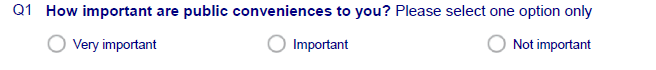 Q1 How important are public conveniences to you? Please select one option only
Very important Important Not important